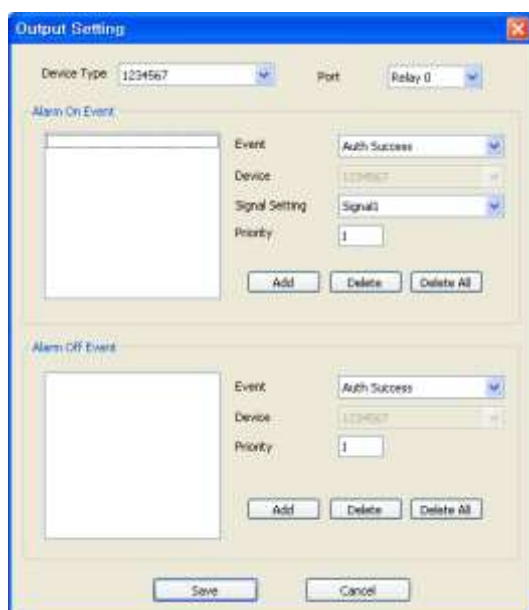 Output Setting
Device Type 1234567 Port Relay 0
Alarm On Event
Event Auth Success
Device 1234567
Signal Setting Signal1
Priority 1
Add Delete Delete All
Alarm Off Event
Event Auth Success
Device 1234567
Priority 1
Add Delete Delete All
Save Cancel